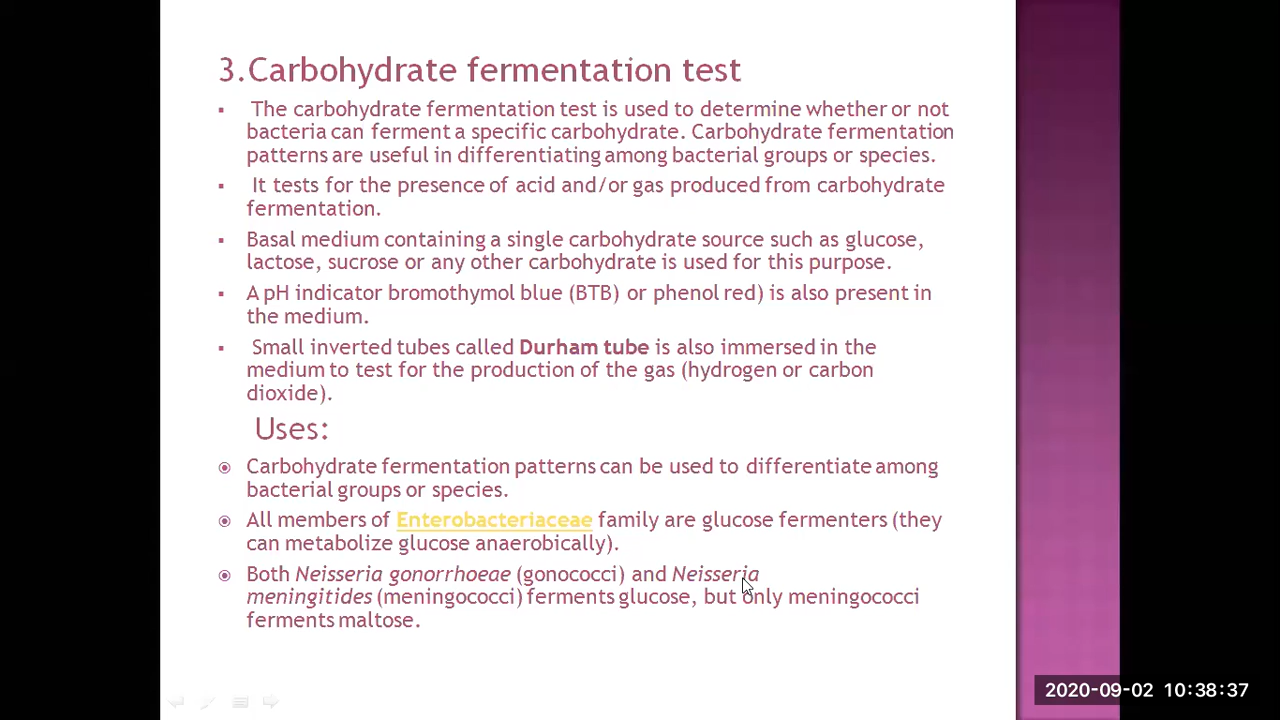 3.Carbohydrate fermentation test
▪ The carbohydrate fermentation test is used to determine whether or not
bacteria can ferment a specific carbohydrate. Carbohydrate fermentation
patterns are useful in differentiating among bacterial groups or species.
▪ It tests for the presence of acid and/or gas produced from carbohydrate
fermentation.
▪ Basal medium containing a single carbohydrate source such as glucose,
lactose, sucrose or any other carbohydrate is used for this purpose.
▪ A pH indicator bromothymol blue (BTB) or phenol red) is also present in
the medium.
▪ Small inverted tubes called Durham tube is also immersed in the
medium to test for the production of the gas (hydrogen or carbon
dioxide).
Uses:
Carbohydrate fermentation patterns can be used to differentiate among
bacterial groups or species.
All members of Enterobacteriaceae family are glucose fermenters (they
can metabolize glucose anaerobically).
Both Neisseria gonorrhoeae (gonococci) and Neisseria
meningitides (meningococci) ferments glucose, but only meningococci
ferments maltose.
2020-09-02 10:38:37